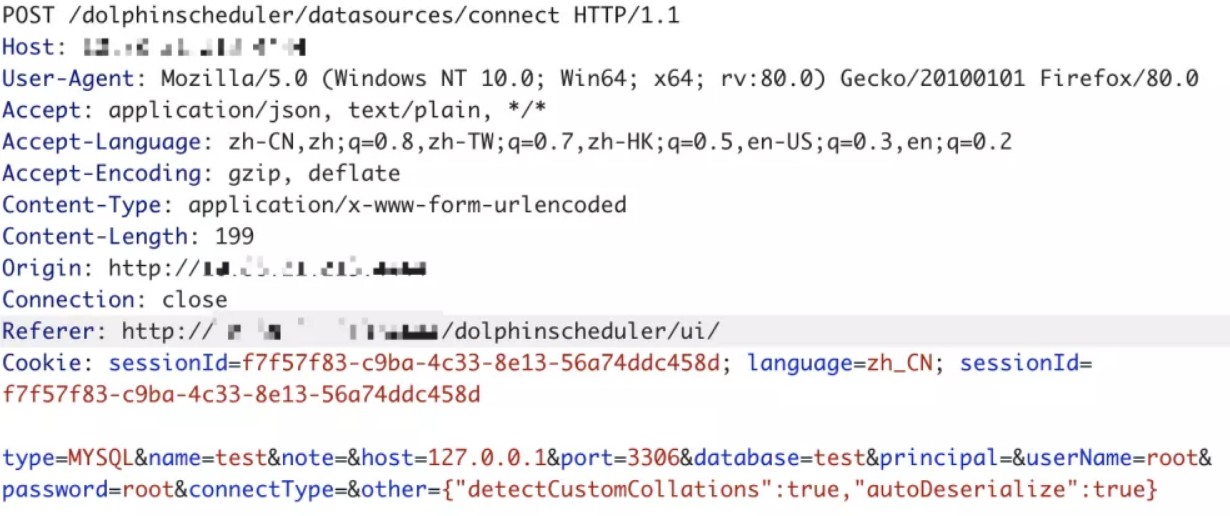 POST /dolphinscheduler/datasources/connect HTTP/1.1
Host:
User-Agent: Mozilla/5.0 (Windows NT 10.0; Win64; x64; rv:80.0) Gecko/20100101 Firefox/80.0
Accept: application/json, text/plain, */*
Accept-Language: zh-CN,zh;q=0.8,zh-TW;q=0.7,zh-HK;q=0.5,en-US;q=0.3,en;q=0.2
Accept-Encoding: gzip, deflate
Content-Type: application/x-www-form-urlencoded
Content-Length: 199
Origin: http://
Connection: close
Referer: http:// /dolphinscheduler/ui/
Cookie: sessionId=f7f57f83-c9ba-4c33-8e13-56a74ddc458d; language=zh_CN; sessionId=
f7f57f83-c9ba-4c33-8e13-56a74ddc458d
type=MYSQL&name=test&note=&host=127.0.0.1&port=3306&database=test&principal=&userName=root&
password=root&connectType=&other={"detectCustomCollations":true,"autoDeserialize":true}